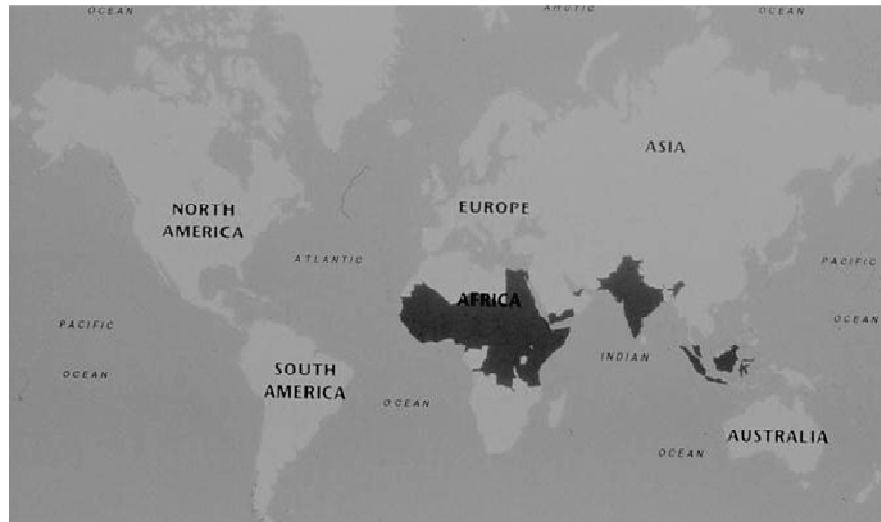 OCEAN
ARCTIC
OCEAN
ASIA
NORTH
AMERICA
EUROPE
ATLANTIC
PACIFIC
AFRICA
PACIFIC
OCEAN
INDIAN
SOUTH
AMERICA
OCEAN
OCEAN
K
AUSTRALIA
OCEAN